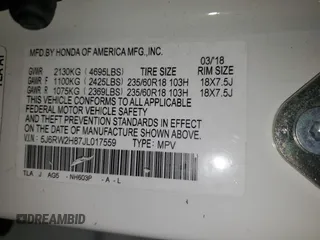 MFD.BY HONDA OF AMERICA MFG.,INC.
03/18
GVWR 2130KG (4695LBS) TIRE SIZE RIM SIZE
GAWR F 1100KG (2425LBS) 235/60R18 103H 18X7.5J
GAWR R 1075KG (2369LBS) 235/60R18 103H 18X7.5J
THIS VEHICLE CONFORMS TO ALL APPLICABLE
FEDERAL MOTOR VEHICLE SAFETY
AND THEFT PREVENTION STANDARDS IN EFFECT
ON THE DATE OF MANUFACTURE SHOWN ABOVE.
V.I.N. 5J6RW2H87JL017559 TYPE: MPV
TLA J AG5 - NH603P - A - L
DREAMBID